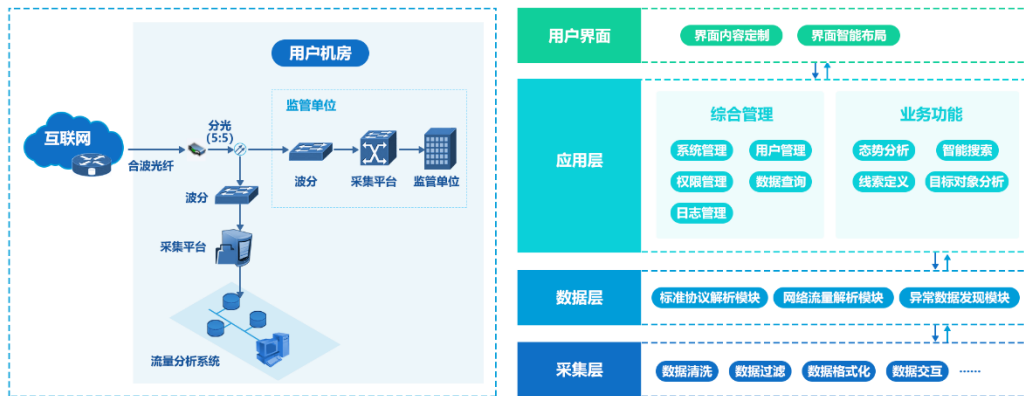 用户机房
互联网
合波光纤
分光
(5:5)
监管单位
波分
采集平台
监管单位
波分
采集平台
流量分析系统
用户界面
界面内容定制
界面智能布局
应用层
综合管理
系统管理
用户管理
权限管理
数据查询
日志管理
业务功能
态势分析
智能搜索
线索定义
目标对象分析
数据层
标准协议解析模块
网络流量解析模块
异常数据发现模块
采集层
数据清洗
数据过滤
数据格式化
数据交互
······